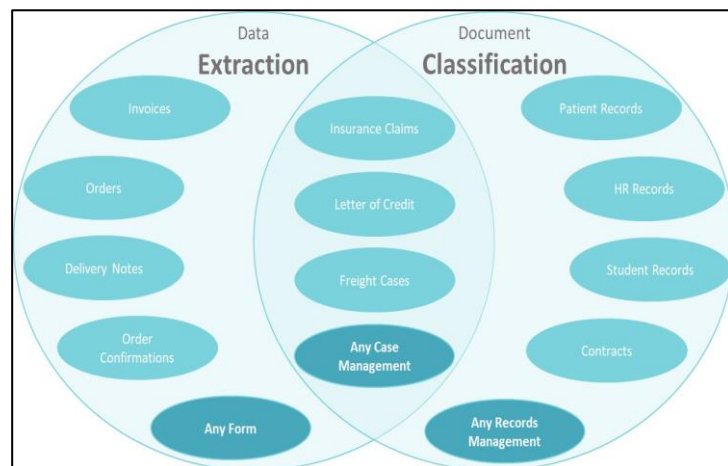 Data
Extraction
Document
Classification
Invoices
Orders
Delivery Notes
Order
Confirmations
Any Form
Insurance Claims
Letter of Credit
Freight Cases
Any Case
Management
Patient Records
HR Records
Student Records
Contracts
Any Records
Management